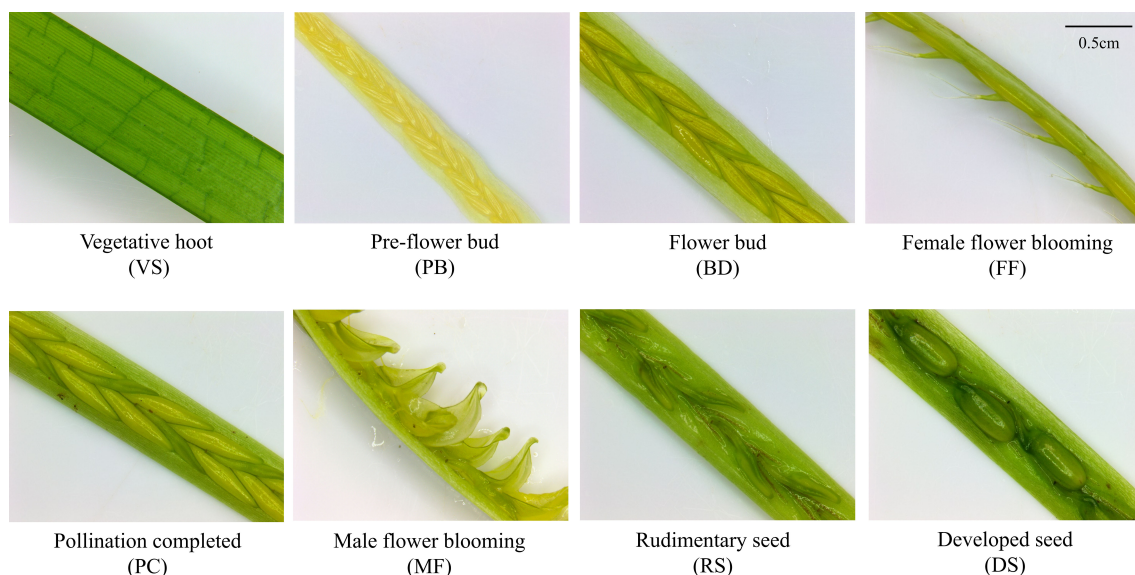 0.5cm
Vegetative hoot
(VS)
Pre-flower bud
(PB)
Flower bud
(BD)
Female flower blooming
(FF)
Pollination completed
(PC)
Male flower blooming
(MF)
Rudimentary seed
(RS)
Developed seed
(DS)